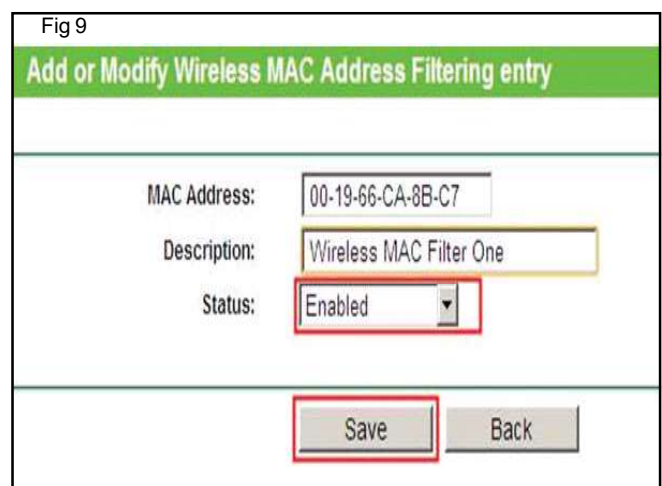 Fig 9
Add or Modify Wireless MAC Address Filtering entry
MAC Address: 00-19-66-CA-8B-C7
Description: Wireless MAC Filter One
Status: Enabled
Save Back